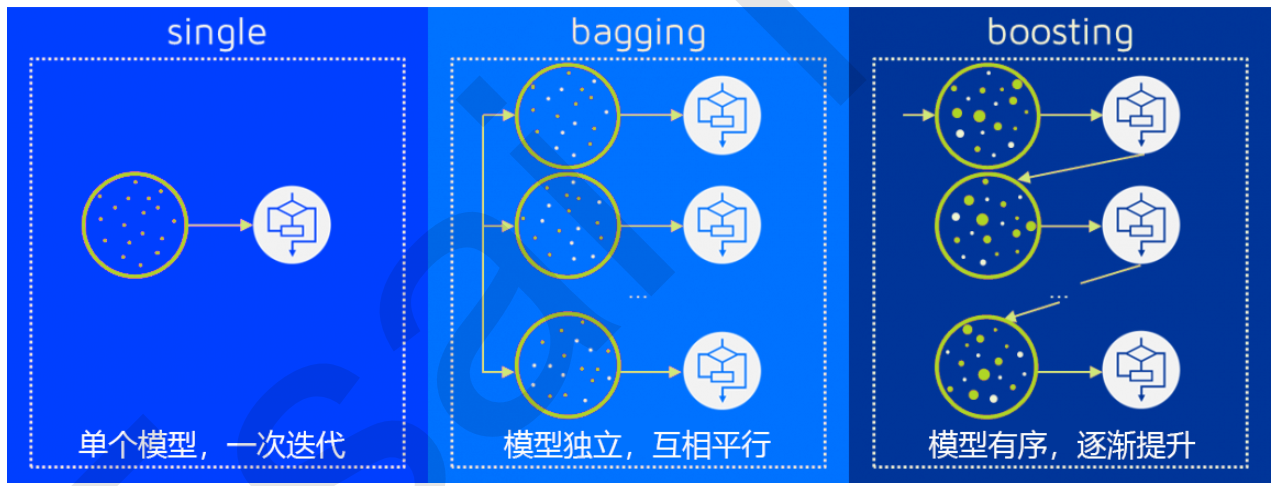 single
bagging
boosting
...
...
单个模型，一次迭代
模型独立，互相平行
模型有序，逐渐提升